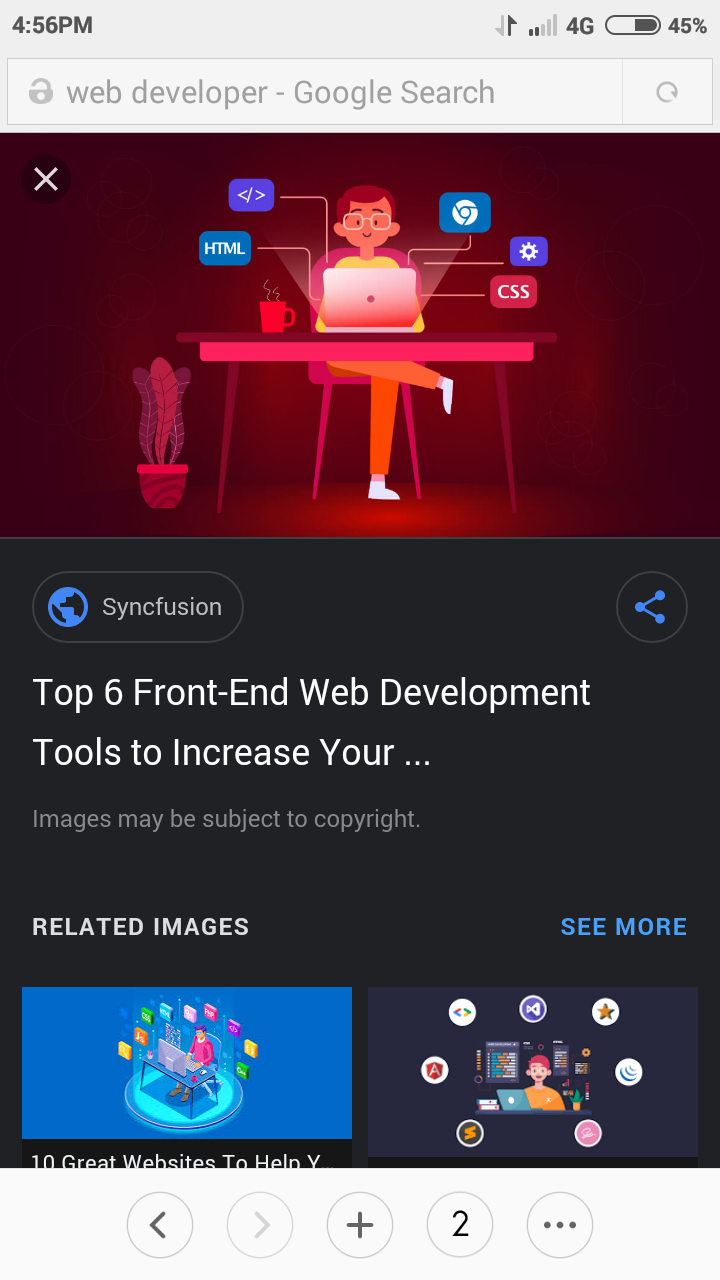 4:56PM
4G
45%
web developer - Google Search
</>
HTML
CSS
Syncfusion
Top 6 Front-End Web Development
Tools to Increase Your ...
Images may be subject to copyright.
RELATED IMAGES
SEE MORE
10 Great Websites To Help Y...
2